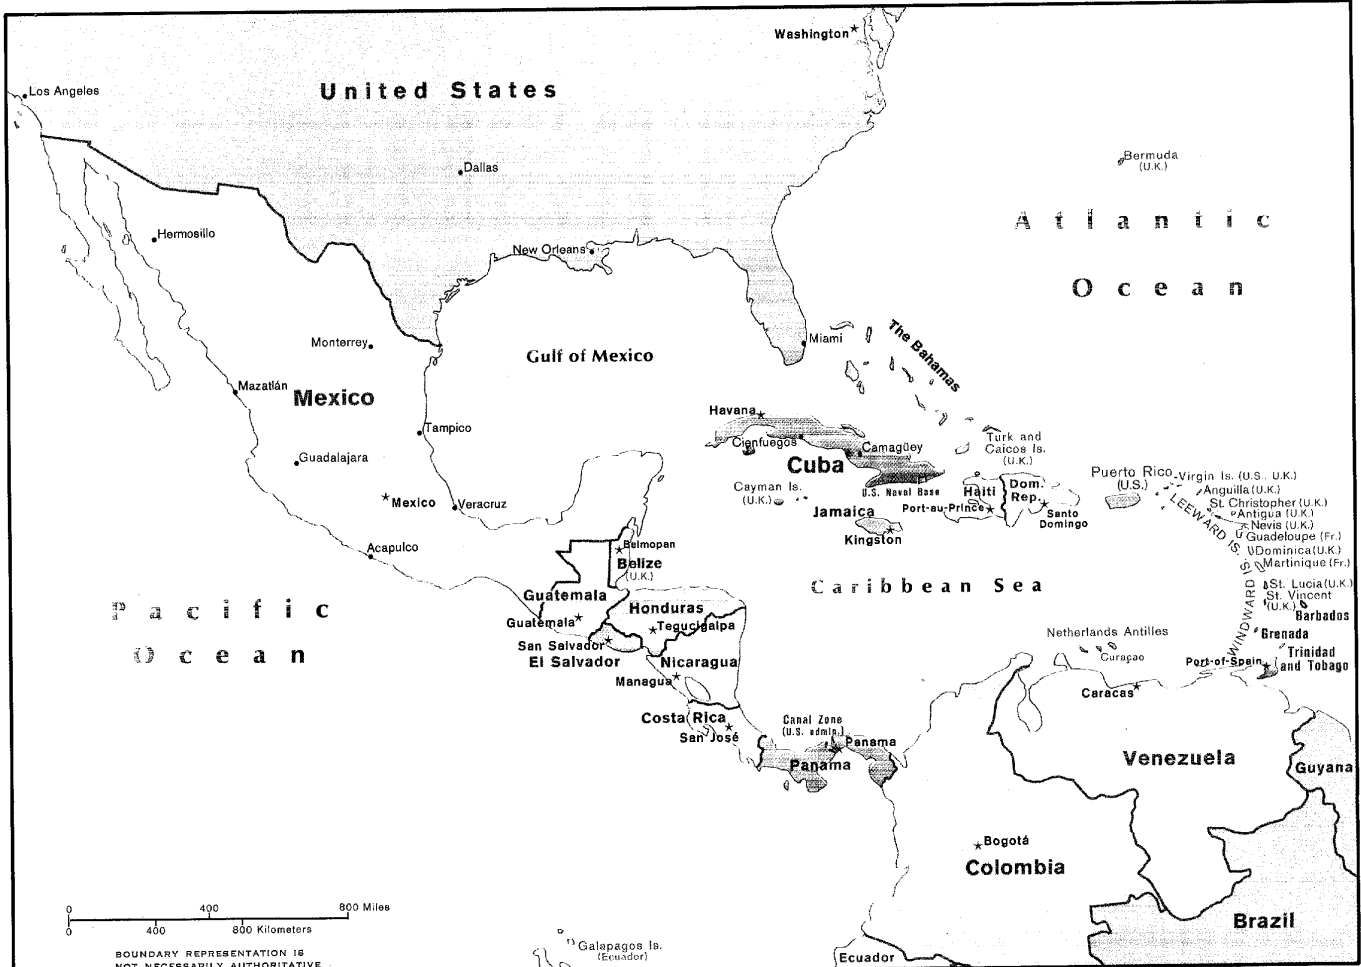 Washington
Los Angeles
United States
Dallas
Bermuda
(U.K.)
Atlantic
Ocean
Hermosillo
New Orleans
Monterrey
Gulf of Mexico
Miami
The Bahamas
Mazatlán
Mexico
Havana
Tampico
Cienfuegos
Camagüey
Turk and
Caicos Is.
(U.K.)
Guadalajara
Cuba
Cayman Is.
(U.K.)
U.S. Naval Base
Haiti
Dom.
Rep.
Puerto Rico
(U.S.)
Virgin Is. (U.S., U.K.)
Anguilla (U.K.)
St. Christopher (U.K.)
Antigua (U.K.)
Nevis (U.K.)
Guadeloupe (Fr.)
Dominica (U.K.)
Martinique (Fr.)
St. Lucia (U.K.)
St. Vincent
(U.K.)
Barbados
Grenada
Trinidad
and Tobago
LEEWARD IS.
WINDWARD IS.
Mexico
Veracruz
Jamaica
Port-au-Prince
Santo
Domingo
Kingston
Acapulco
Belmopan
Belize
(U.K.)
Caribbean Sea
Pacific
Ocean
Guatemala
Guatemala
Honduras
Tegucigalpa
San Salvador
El Salvador
Nicaragua
Managua
Netherlands Antilles
Curaçao
Port-of-Spain
Caracas
Costa Rica
San José
Canal Zone
(U.S. admin.)
Panama
Panama
Venezuela
Guyana
Bogotá
Colombia
Brazil
0 400 800 Miles
0 400 800 Kilometers
BOUNDARY REPRESENTATION IS
NOT NECESSARILY AUTHORITATIVE
Galapagos Is.
(Ecuador)
Ecuador